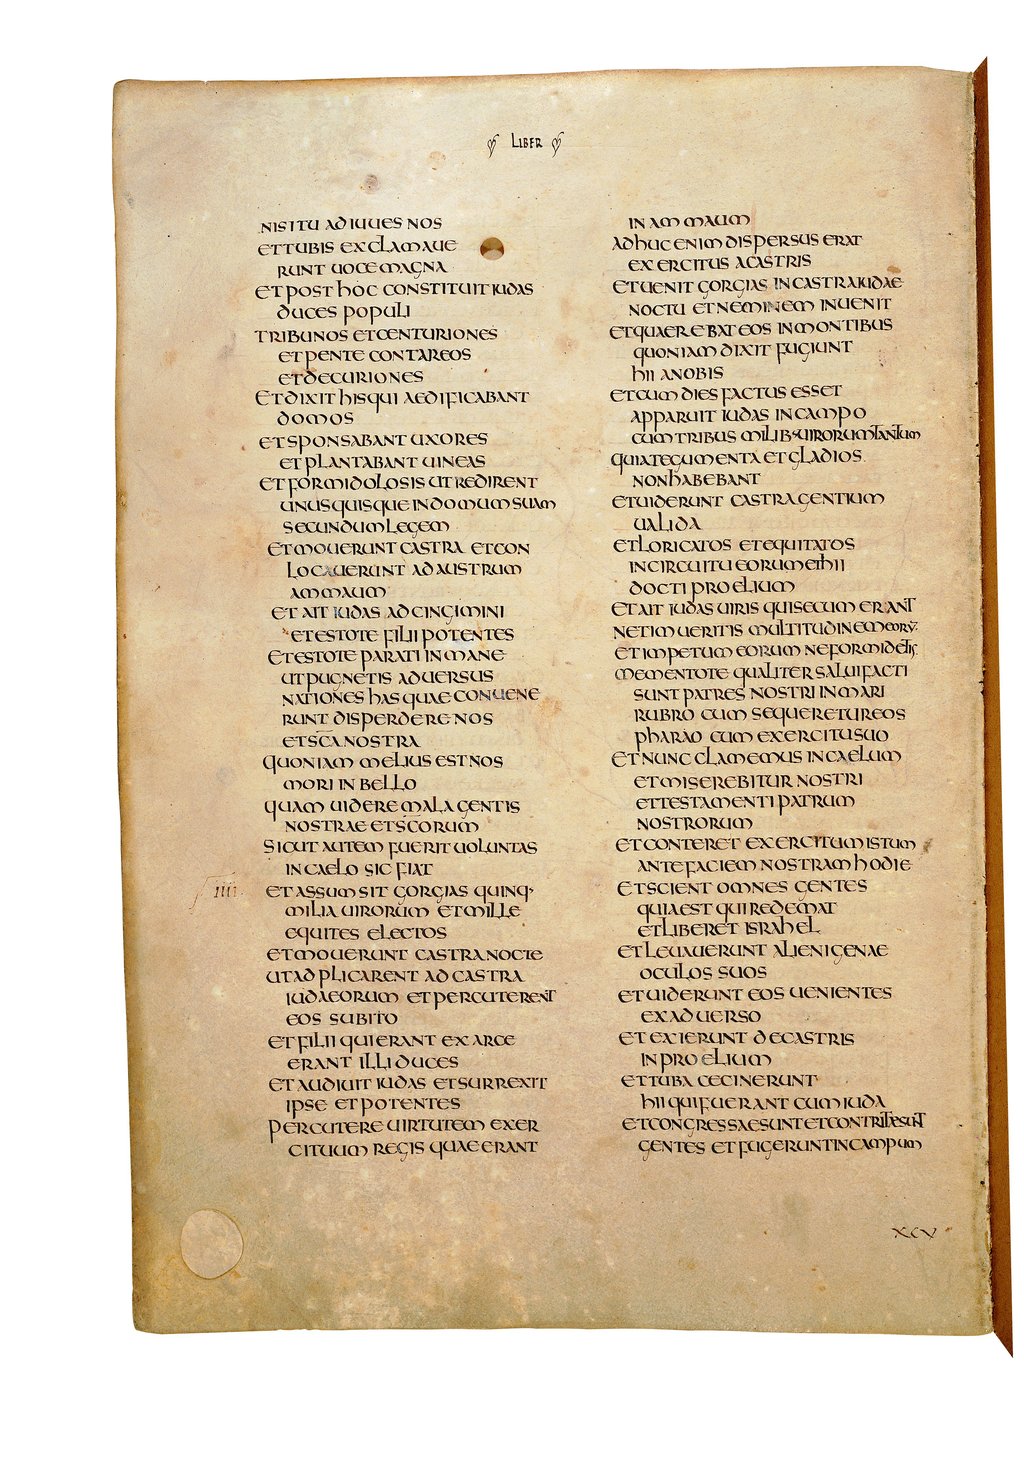 LIBER
NISI TU ADIUUES NOS
ET TUBIS EXCLAMAUE
RUNT UOCE MAGNA
ET POST HOC CONSTITUIT IUDAS
DUCES POPULI
TRIBUNOS ET CENTURIONES
ET PENTECONTARCOS
ET DECURIONES
ET DIXIT HIS QUI AEDIFICABANT
DOMOS
ET SPONSABANT UXORES
ET PLANTABANT UINEAS
ET FORMIDOLOSIS UT REDIRENT
UNUSQUISQUE IN DOMUM SUAM
SECUNDUM LEGEM
ET MOUERUNT CASTRA ET CON
LOCAUERUNT AD AUSTRUM
AMMAUM
ET AIT IUDAS ADCINGIMINI
ET ESTOTE FILII POTENTES
ET ESTOTE PARATI IN MANE
UT PUGNETIS ADUERSUS
NATIONES HAS QUAE CONUENE
RUNT DISPERDERE NOS
ET SCA NOSTRA
QUONIAM MELIUS EST NOS
MORI IN BELLO
QUAM UIDERE MALA GENTIS
NOSTRAE ET SCORUM
SICUT AUTEM FUERIT UOLUNTAS
IN CAELO SIC FIAT
IIII
ET ASSUMSIT GORGIAS QUINQ·
MILIA UIRORUM ET MILLE
EQUITES ELECTOS
ET MOUERUNT CASTRA NOCTE
UT ADPLICARENT AD CASTRA
IUDAEORUM ET PERCUTERENT
EOS SUBITO
ET FILII QUI ERANT EX ARCE
ERANT ILLI DUCES
ET AUDIUIT IUDAS ET SURREXIT
IPSE ET POTENTES
PERCUTERE UIRTUTEM EXER
CITUUM REGIS QUAE ERANT
IN AMMAUM
ADHUC ENIM DISPERSUS ERAT
EXERCITUS A CASTRIS
ET UENIT GORGIAS IN CASTRA IUDAE
NOCTU ET NEMINEM INUENIT
ET QUAEREBAT EOS IN MONTIBUS
QUONIAM DIXIT FUGIUNT
HII A NOBIS
ET CUM DIES FACTUS ESSET
APPARUIT IUDAS IN CAMPO
CUM TRIBUS MILIB· UIRORUM TANTUM
QUIA TEGUMENTA ET GLADIOS
NON HABEBANT
ET UIDERUNT CASTRA GENTIUM
UALIDA
ET LORICATOS ET EQUITATOS
IN CIRCUITU EORUM ET HII
DOCTI PROELIUM
ET AIT IUDAS UIRIS QUI SECUM ERANT
NE TIMUERITIS MULTITUDINEM EORṼ·
ET IMPETUM EORUM NE FORMIDETIS
MEMENTOTE QUALITER SALUI FACTI
SUNT PATRES NOSTRI IN MARI
RUBRO CUM SEQUERETUR EOS
PHARAO CUM EXERCITU SUO
ET NUNC CLAMEMUS IN CAELUM
ET MISEREBITUR NOSTRI
ET TESTAMENTI PATRUM
NOSTRORUM
ET CONTERET EXERCITUM ISTUM
ANTE FACIEM NOSTRAM HODIE
ET SCIENT OMNES GENTES
QUIA EST QUI REDEMAT
ET LIBERET ISRAHEL
ET LEUAUERUNT ALIENIGENAE
OCULOS SUOS
ET UIDERUNT EOS UENIENTES
EX ADUERSO
ET EXIERUNT DE CASTRIS
IN PROELIUM
ET TUBA CECINERUNT
HII QUI FUERANT CUM IUDA
ET CONGRESSAE SUNT ET CONTRITAE SUNT
GENTES ET FUGERUNT IN CAMPUM
XCV